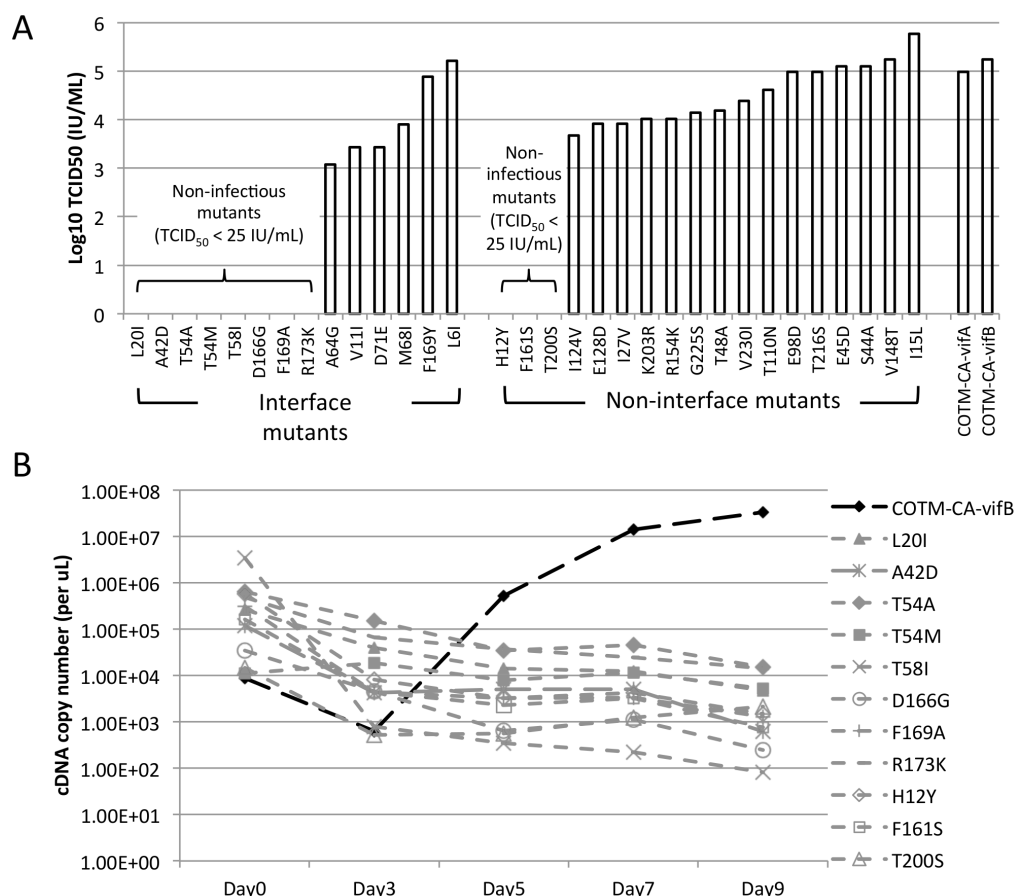 A
Log10 TCID50 (IU/ML)
6
5
4
3
2
1
0
Non-infectious
mutants
(TCID50 < 25 IU/mL)
Non-
infectious
mutants
(TCID50 <
25 IU/mL)
L20I
A42D
T54A
T54M
T58I
D166G
F169A
R173K
A64G
V11I
D71E
M68I
F169Y
L6I
H12Y
F161S
T200S
I124V
E128D
I27V
K203R
R154K
G225S
T48A
V230I
T110N
E98D
T216S
E45D
S44A
V148T
I15L
COTM-CA-vifA
COTM-CA-vifB
Interface
mutants
Non-interface mutants
B
cDNA copy number (per uL)
1.00E+08
1.00E+07
1.00E+06
1.00E+05
1.00E+04
1.00E+03
1.00E+02
1.00E+01
1.00E+00
Day0
Day3
Day5
Day7
Day9
COTM-CA-vifB
L20I
A42D
T54A
T54M
T58I
D166G
F169A
R173K
H12Y
F161S
T200S